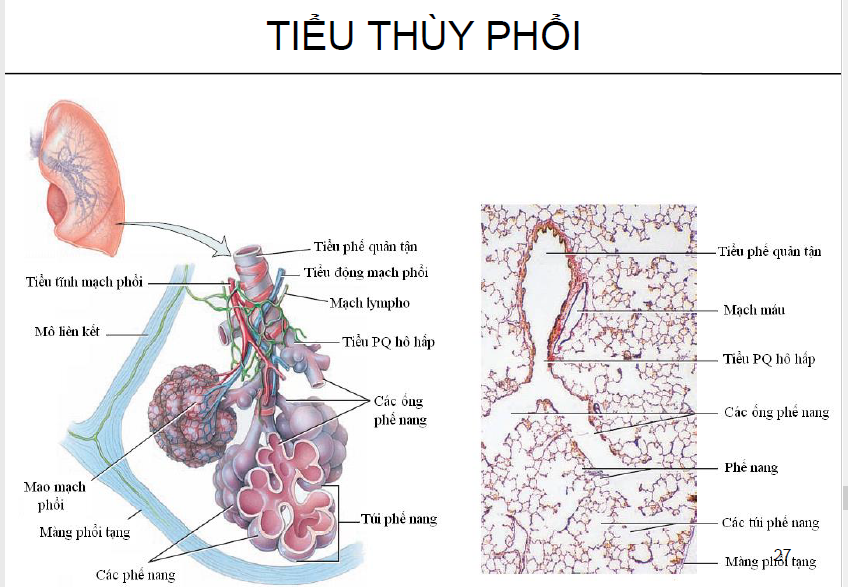 TIỂU THÙY PHỔI
Tiểu phế quản tận
Tiểu tĩnh mạch phổi
Tiểu động mạch phổi
Mạch lympho
Mô liên kết
Tiểu PQ hô hấp
Các ống
phế nang
Mao mạch
phổi
Màng phổi tạng
Túi phế nang
Các phế nang
Tiểu phế quản tận
Mạch máu
Tiểu PQ hô hấp
Các ống phế nang
Phế nang
Các túi phế nang
27
Màng phổi tạng